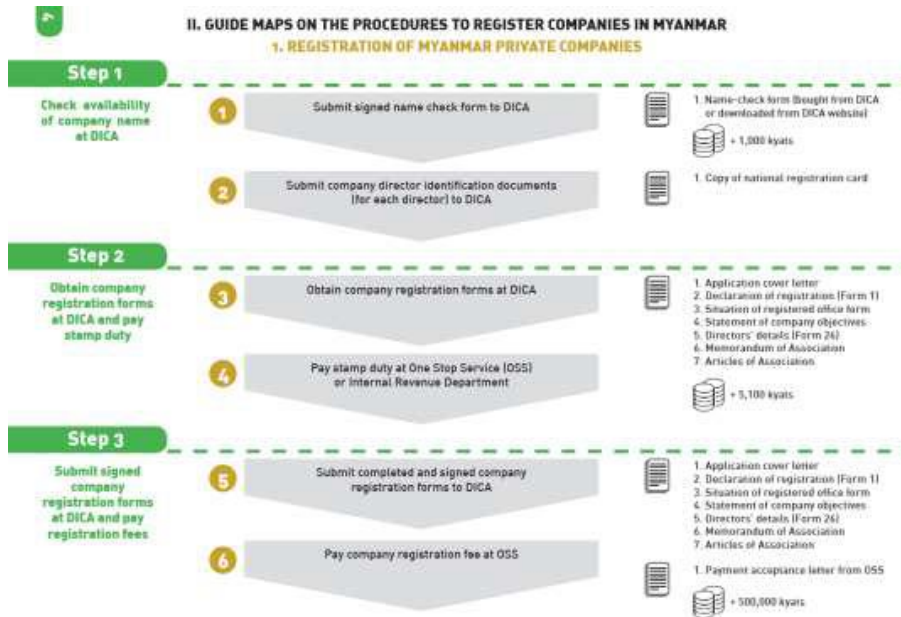 II. GUIDE MAPS ON THE PROCEDURES TO REGISTER COMPANIES IN MYANMAR
1. REGISTRATION OF MYANMAR PRIVATE COMPANIES
Step 1
Check availability
of company name
at DICA
1
Submit signed name check form to DICA
1. Name-check form (bought from DICA
or downloaded from DICA website)
+ 1,000 kyats
2
Submit company director identification documents
(for each director) to DICA
1. Copy of national registration card
Step 2
Obtain company
registration forms
at DICA and pay
stamp duty
3
Obtain company registration forms at DICA
1. Application cover letter
2. Declaration of registration (Form 1)
3. Situation of registered office form
4. Statement of company objectives
5. Directors' details (Form 26)
6. Memorandum of Association
7. Articles of Association
4
Pay stamp duty at One Stop Service (OSS)
or Internal Revenue Department
+ 5,100 kyats
Step 3
Submit signed
company
registration forms
at DICA and pay
registration fees
5
Submit completed and signed company
registration forms to DICA
1. Application cover letter
2. Declaration of registration (Form 1)
3. Situation of registered office form
4. Statement of company objectives
5. Directors' details (Form 26)
6. Memorandum of Association
7. Articles of Association
6
Pay company registration fee at OSS
1. Payment acceptance letter from OSS
+ 500,000 kyats